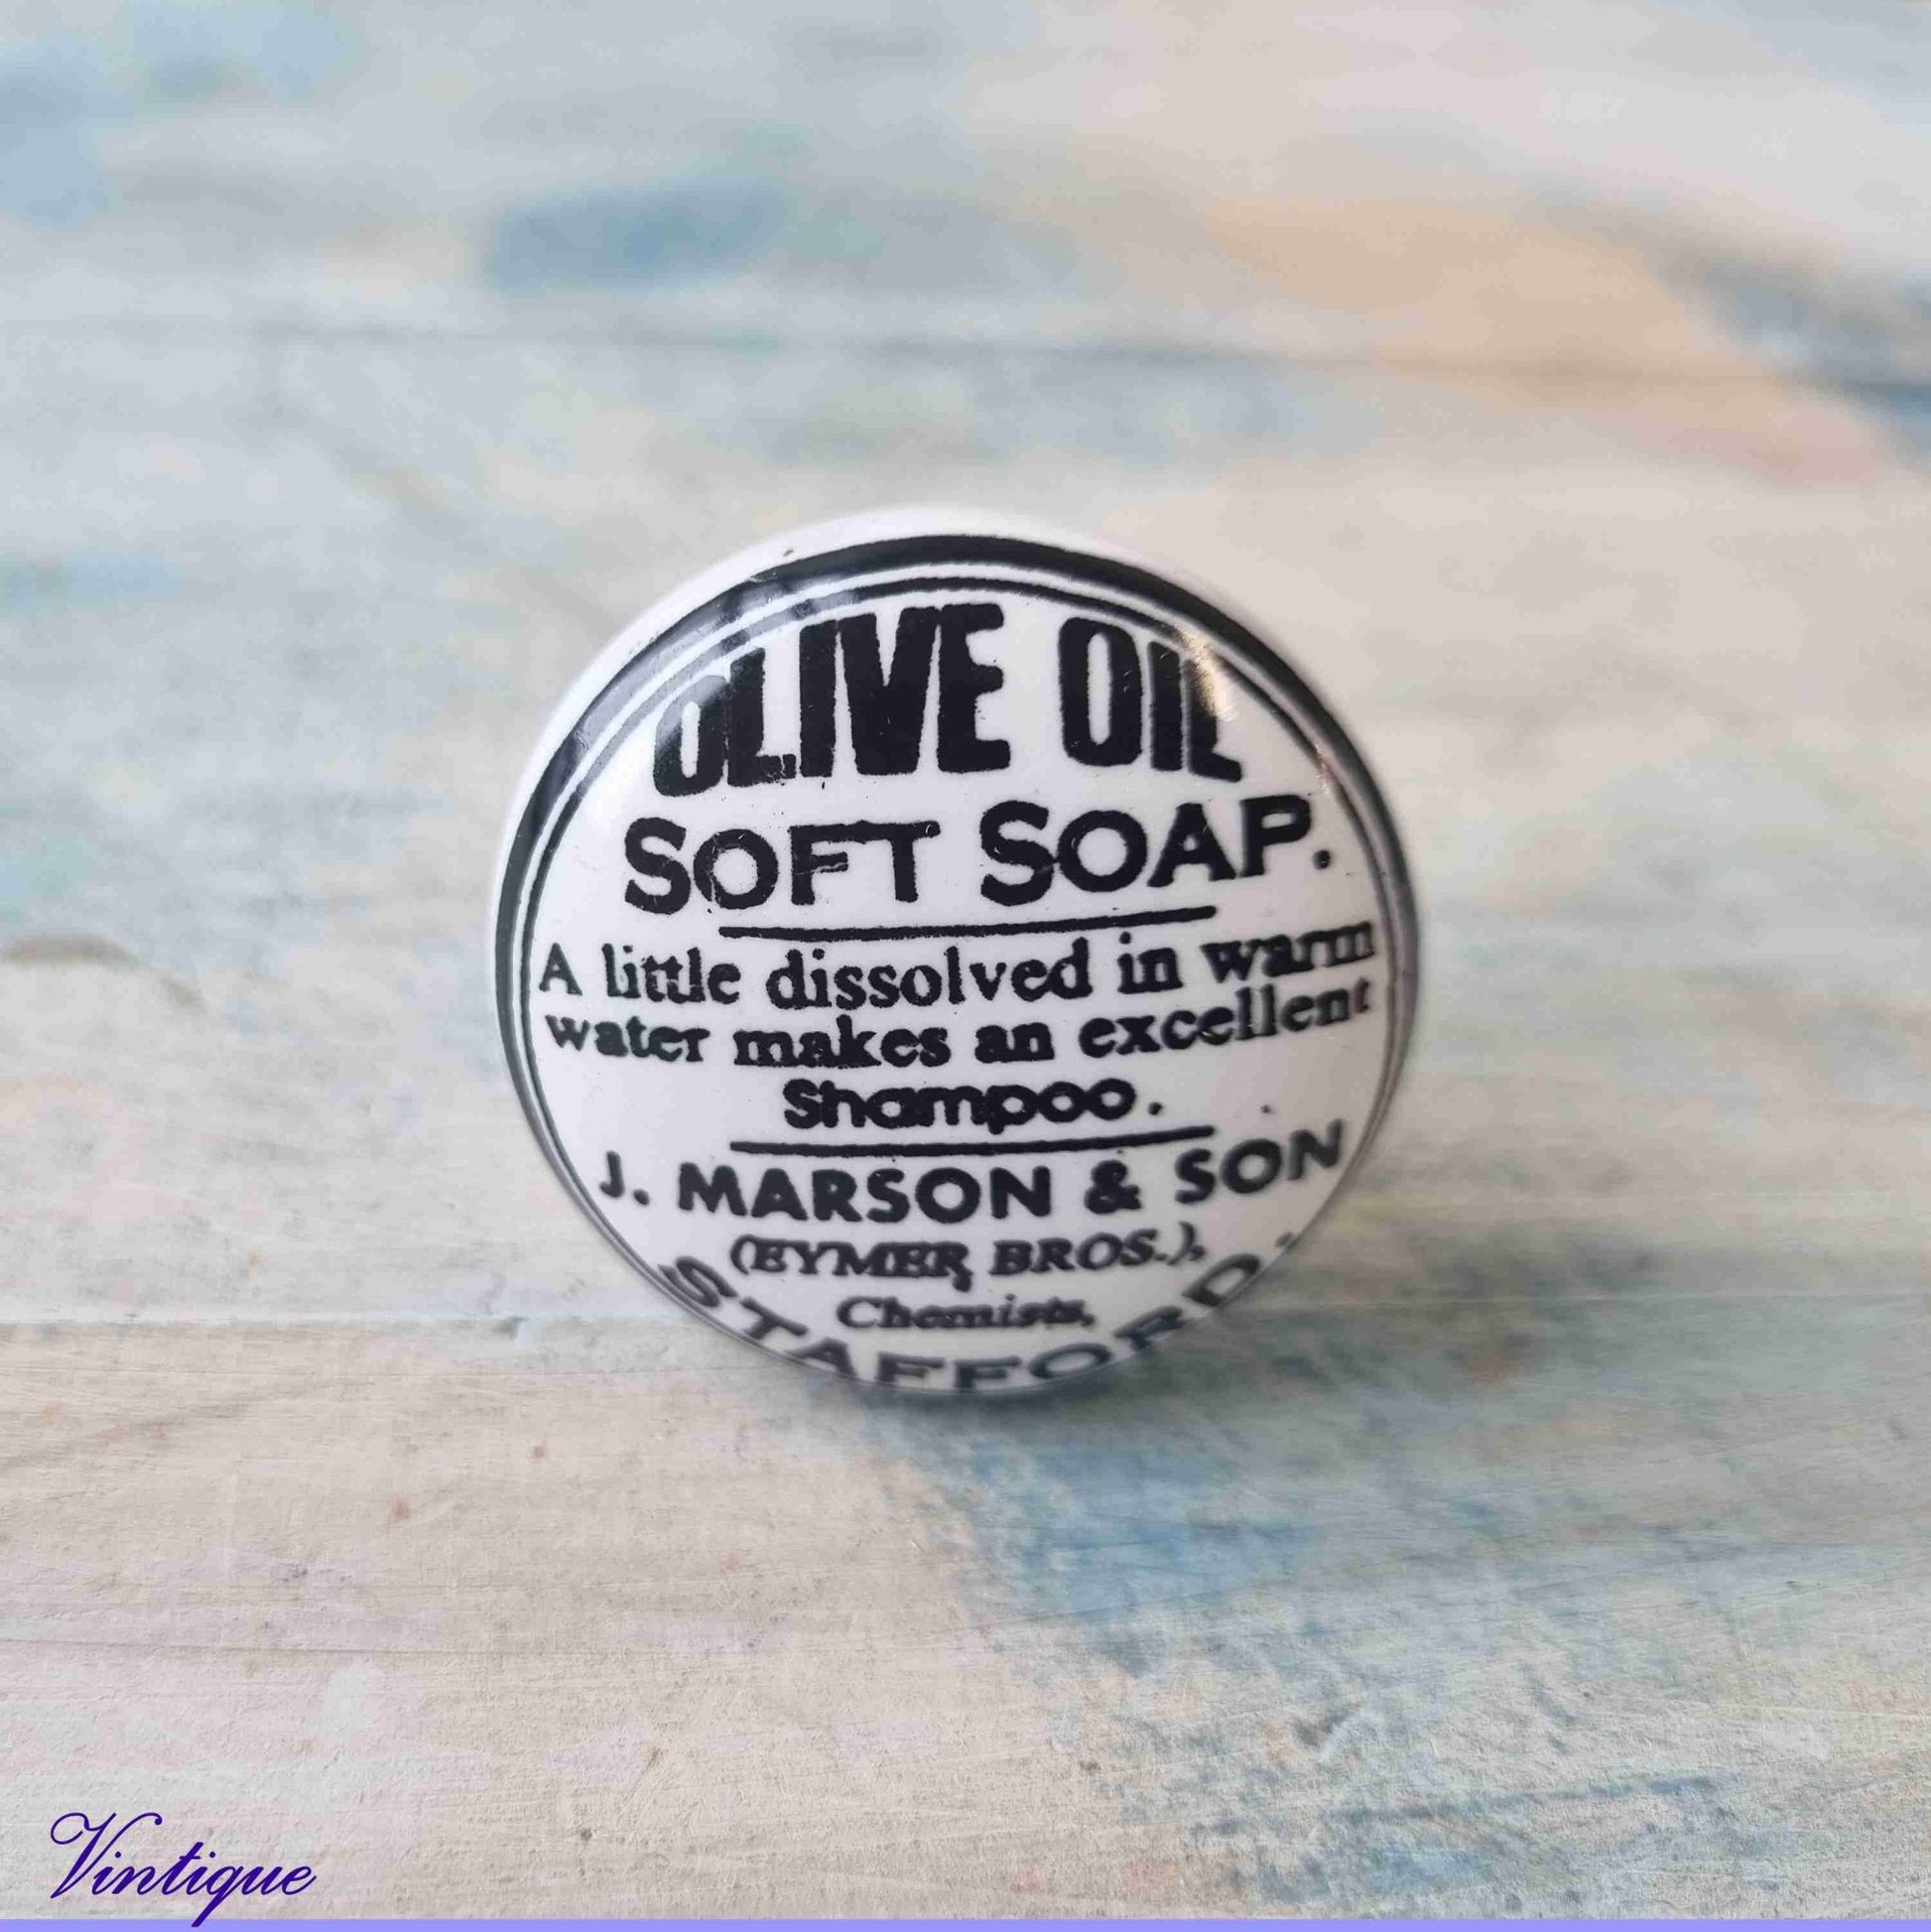 OLIVE OIL
SOFT SOAP.
A little dissolved in warm
water makes an excellent
Shampoo.
J. MARSON & SON
(EYMER BROS.),
Chemists,
STAFFORD.
Vintique